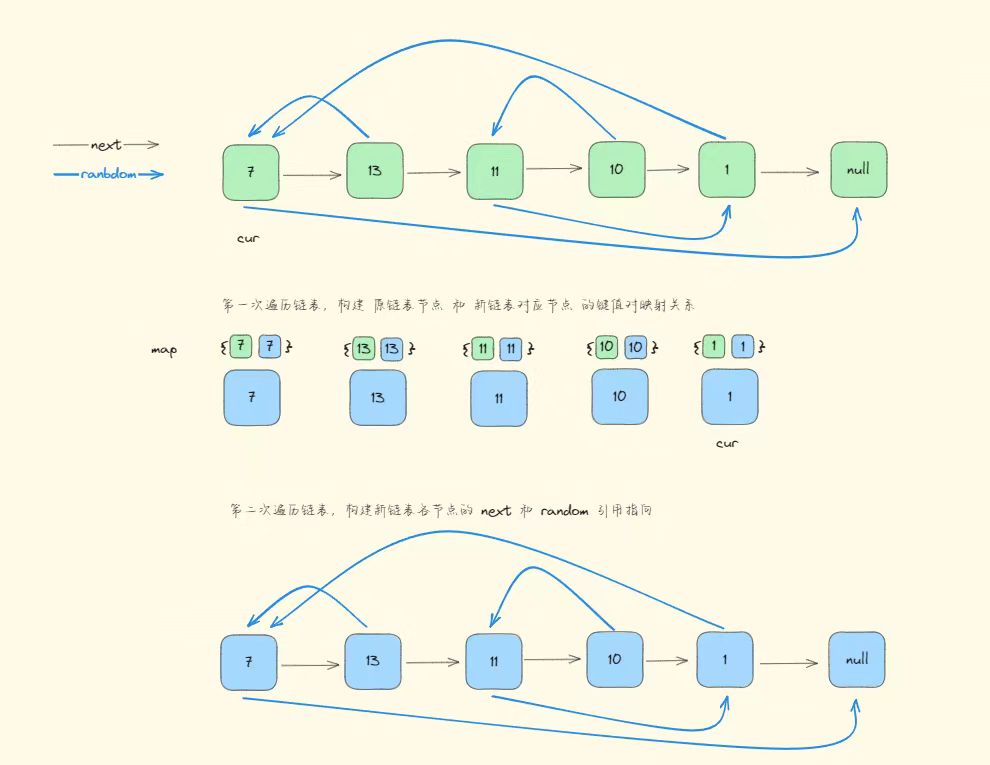 next
ranbdom
7 13 11 10 1 null
cur
第一次遍历链表，构建 原链表节点 和 新链表对应节点 的键值对映射关系
map {7 7} {13 13} {11 11} {10 10} {1 1}
7 13 11 10 1
cur
第二次遍历链表，构建新链表各节点的 next 和 random 引用指向
7 13 11 10 1 null